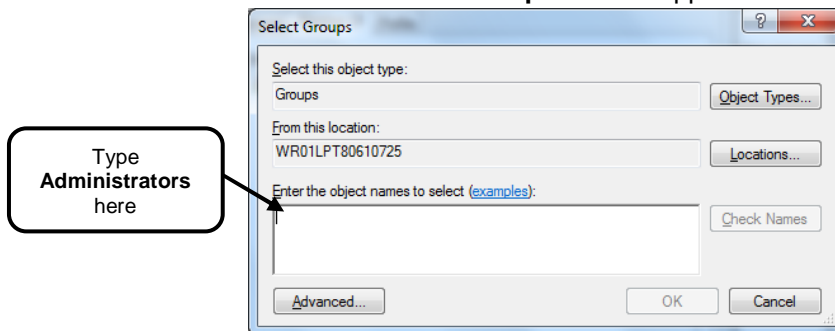 Select Groups
Select this object type:
Groups
Object Types...
From this location:
WR01LPT80610725
Locations...
Type
Administrators
here
Enter the object names to select (examples):
Check Names
Advanced...
OK
Cancel